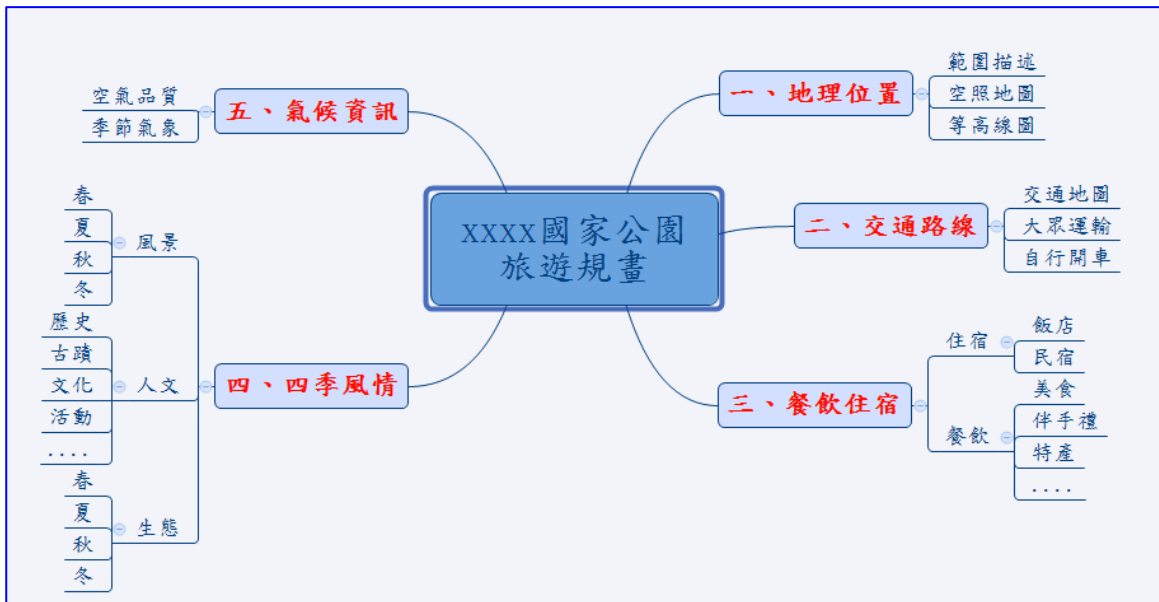 XXXX國家公園
旅遊規畫
一、地理位置
範圍描述
空照地圖
等高線圖
二、交通路線
交通地圖
大眾運輸
自行開車
三、餐飲住宿
住宿
飯店
民宿
餐飲
美食
伴手禮
特產
....
四、四季風情
風景
春
夏
秋
冬
人文
歷史
古蹟
文化
活動
....
生態
春
夏
秋
冬
五、氣候資訊
空氣品質
季節氣象